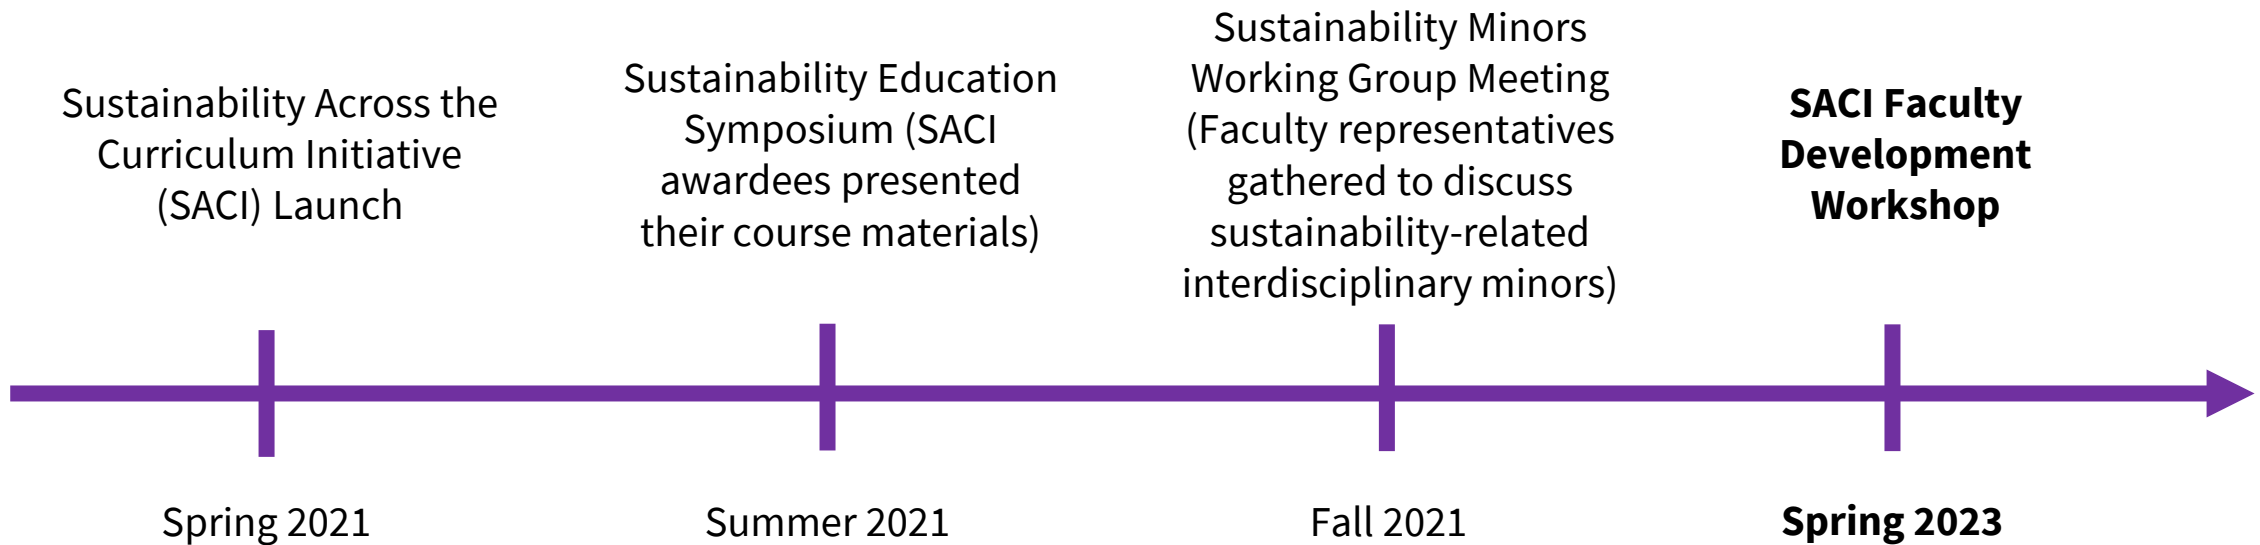 Sustainability Across the
Curriculum Initiative
(SACI) Launch
Sustainability Education
Symposium (SACI
awardees presented
their course materials)
Sustainability Minors
Working Group Meeting
(Faculty representatives
gathered to discuss
sustainability-related
interdisciplinary minors)
SACI Faculty
Development
Workshop
Spring 2021
Summer 2021
Fall 2021
Spring 2023